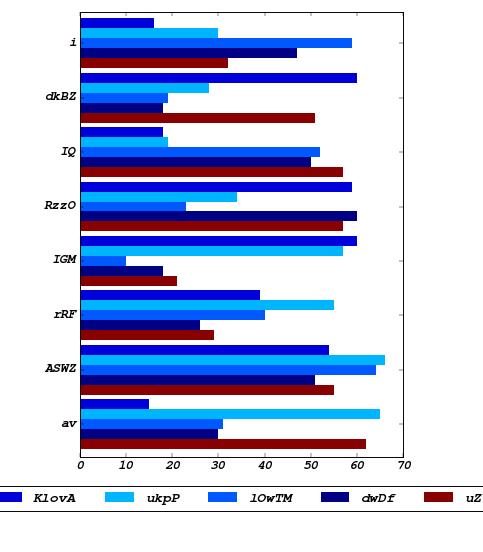 i
dkBZ
IQ
RzzO
IGM
rRF
ASWZ
av
0 10 20 30 40 50 60 70
KlovA ukpP lOwTM dwDf uZ